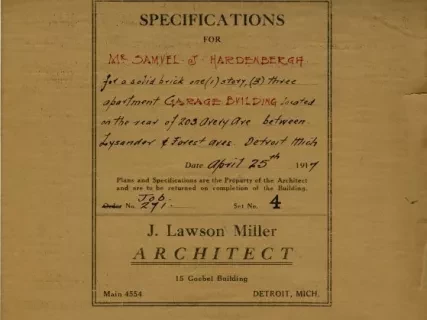 SPECIFICATIONS
FOR
MR SAMVEL J HARDENBERGH
for a solid brick one (1) story, (3) three
apartment GARAGE BUILDING located
on the rear of 203 Avery Ave between
Lysander & Forest aves. Detroit Mich
Date April 25th 1917
Plans and Specifications are the Property of the Architect
and are to be returned on completion of the Building.
Job
No. 291. Set No. 4
J. Lawson Miller
ARCHITECT
15 Goebel Building
Main 4554 DETROIT, MICH.